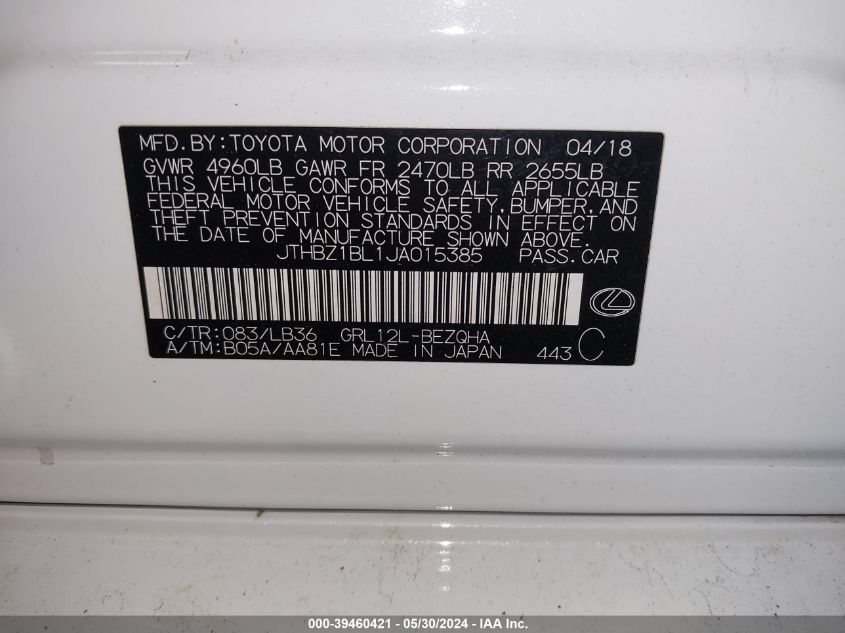 MFD.BY:TOYOTA MOTOR CORPORATION 04/18
GVWR 4960LB GAWR FR 2470LB RR 2655LB
THIS VEHICLE CONFORMS TO ALL APPLICABLE
FEDERAL MOTOR VEHICLE SAFETY,BUMPER,AND
THEFT PREVENTION STANDARDS IN EFFECT ON
THE DATE OF MANUFACTURE SHOWN ABOVE.
JTHBZ1BL1JA015385 PASS.CAR
C/TR:083/LB36 GRL12L-BEZQHA
A/TM:B05A/AA81E MADE IN JAPAN 443 C
000-39460421 - 05/30/2024 - IAA Inc.